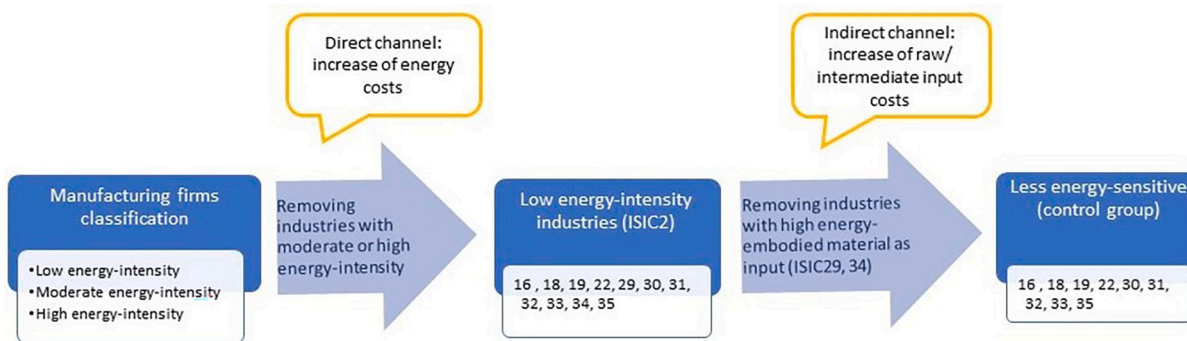 Direct channel:
increase of energy
costs
Indirect channel:
increase of raw/
intermediate input
costs
Manufacturing firms
classification
•Low energy-intensity
•Moderate energy-intensity
•High energy-intensity
Removing
industries with
moderate or high
energy-intensity
Low energy-intensity
industries (ISIC2)
16 , 18, 19, 22, 29, 30, 31,
32, 33, 34, 35
Removing industries
with high energy-
embodied material as
input (ISIC29, 34)
Less energy-sensitive
(control group)
16 , 18, 19, 22, 30, 31,
32, 33, 35